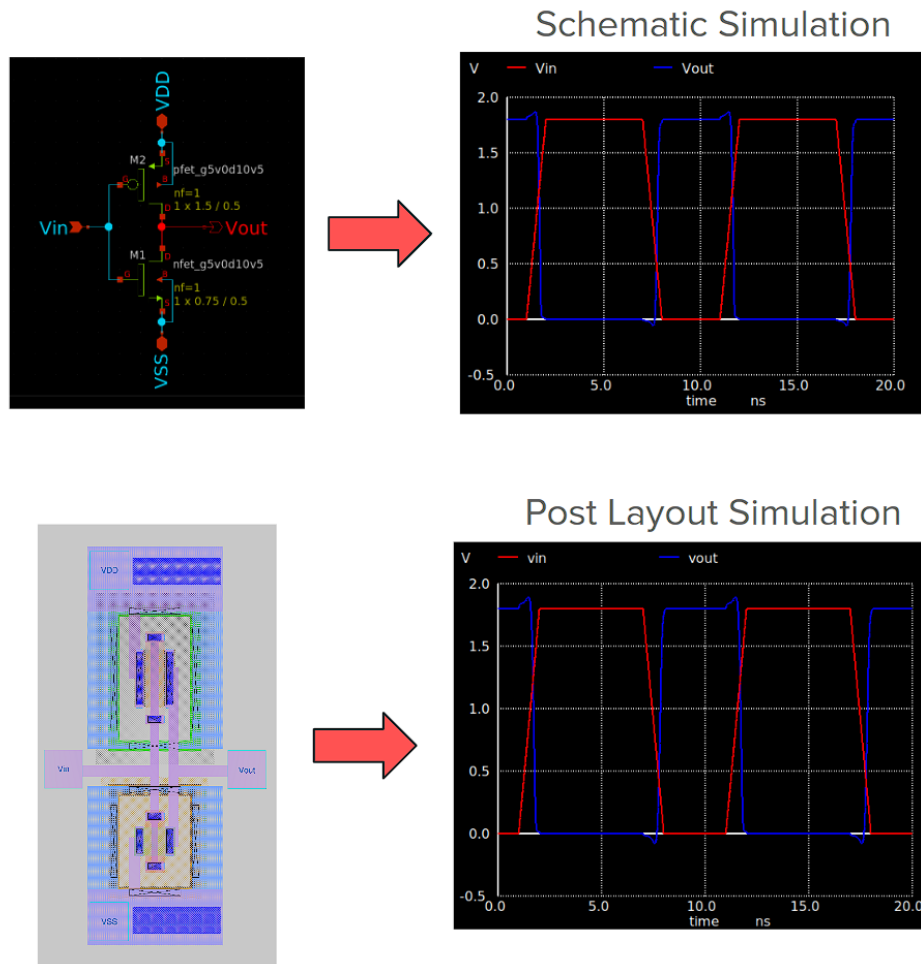 Schematic Simulation
VDD
M2
S
pfet_g5v0d10v5
G
B
nf=1
1 x 1.5 / 0.5
D
Vin
Vout
D
M1
nfet_g5v0d10v5
G
B
nf=1
1 x 0.75 / 0.5
S
VSS
V Vin Vout
2.0
1.5
1.0
0.5
0.0
-0.5
0.0 5.0 10.0 15.0 20.0
time ns
Post Layout Simulation
VDD
Vin
Vout
VSS
V vin vout
2.0
1.5
1.0
0.5
0.0
-0.5
0.0 5.0 10.0 15.0 20.0
time ns